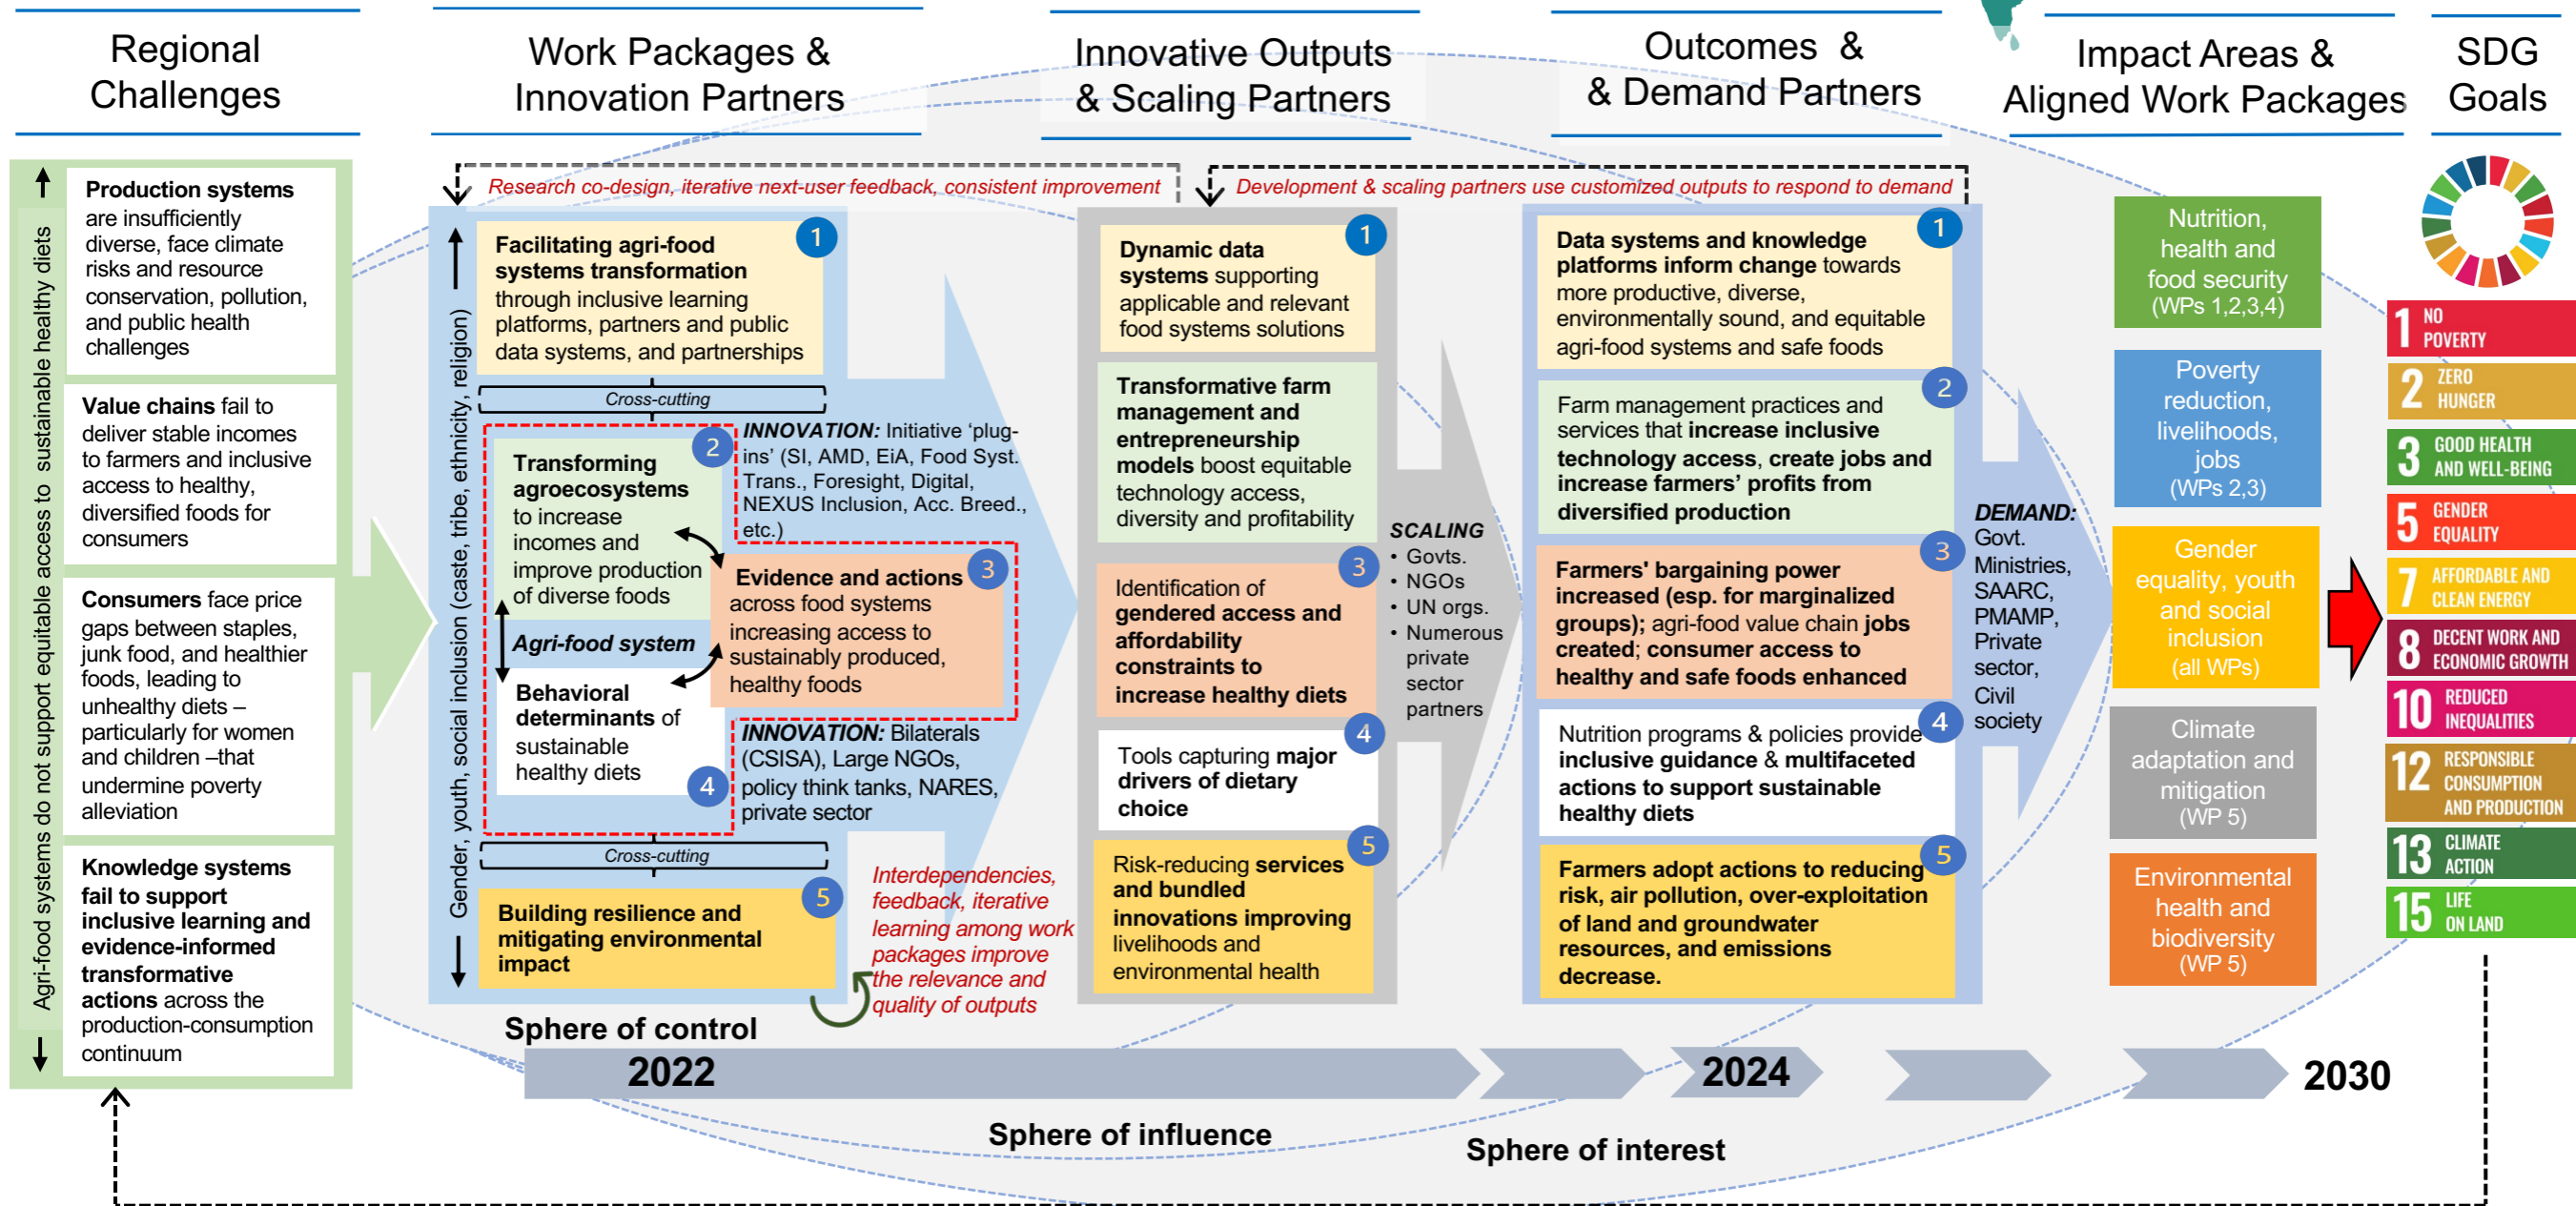 Regional
Challenges
Work Packages &
Innovation Partners
Innovative Outputs
& Scaling Partners
Outcomes &
& Demand Partners
Impact Areas &
Aligned Work Packages
SDG
Goals
Agri-food systems do not support equitable access to sustainable healthy diets
Production systems
are insufficiently
diverse, face climate
risks and resource
conservation, pollution,
and public health
challenges
Value chains fail to
deliver stable incomes
to farmers and inclusive
access to healthy,
diversified foods for
consumers
Consumers face price
gaps between staples,
junk food, and healthier
foods, leading to
unhealthy diets –
particularly for women
and children –that
undermine poverty
alleviation
Knowledge systems
fail to support
inclusive learning and
evidence-informed
transformative
actions across the
production-consumption
continuum
Research co-design, iterative next-user feedback, consistent improvement
Gender, youth, social inclusion (caste, tribe, ethnicity, religion)
1
Facilitating agri-food
systems transformation
through inclusive learning
platforms, partners and public
data systems, and partnerships
Cross-cutting
2
Transforming
agroecosystems
to increase
incomes and
improve production
of diverse foods
INNOVATION: Initiative ‘plug-
ins’ (SI, AMD, EiA, Food Syst.
Trans., Foresight, Digital,
NEXUS Inclusion, Acc. Breed.,
etc.)
3
Evidence and actions
across food systems
increasing access to
sustainably produced,
healthy foods
Agri-food system
Behavioral
determinants of
sustainable
healthy diets
4
INNOVATION: Bilaterals
(CSISA), Large NGOs,
policy think tanks, NARES,
private sector
Cross-cutting
5
Building resilience and
mitigating environmental
impact
Interdependencies,
feedback, iterative
learning among work
packages improve
the relevance and
quality of outputs
Development & scaling partners use customized outputs to respond to demand
1
Dynamic data
systems supporting
applicable and relevant
food systems solutions
Transformative farm
management and
entrepreneurship
models boost equitable
technology access,
diversity and profitability
3
Identification of
gendered access and
affordability
constraints to
increase healthy diets
4
Tools capturing major
drivers of dietary
choice
5
Risk-reducing services
and bundled
innovations improving
livelihoods and
environmental health
SCALING
• Govts.
• NGOs
• UN orgs.
• Numerous
private
sector
partners
1
Data systems and knowledge
platforms inform change towards
more productive, diverse,
environmentally sound, and equitable
agri-food systems and safe foods
2
Farm management practices and
services that increase inclusive
technology access, create jobs and
increase farmers’ profits from
diversified production
3
Farmers' bargaining power
increased (esp. for marginalized
groups); agri-food value chain jobs
created; consumer access to
healthy and safe foods enhanced
4
Nutrition programs & policies provide
inclusive guidance & multifaceted
actions to support sustainable
healthy diets
5
Farmers adopt actions to reducing
risk, air pollution, over-exploitation
of land and groundwater
resources, and emissions
decrease.
DEMAND:
Govt.
Ministries,
SAARC,
PMAMP,
Private
sector,
Civil
society
Nutrition,
health and
food security
(WPs 1,2,3,4)
Poverty
reduction,
livelihoods,
jobs
(WPs 2,3)
Gender
equality, youth
and social
inclusion
(all WPs)
Climate
adaptation and
mitigation
(WP 5)
Environmental
health and
biodiversity
(WP 5)
1 NO
POVERTY
2 ZERO
HUNGER
3 GOOD HEALTH
AND WELL-BEING
5 GENDER
EQUALITY
7 AFFORDABLE AND
CLEAN ENERGY
8 DECENT WORK AND
ECONOMIC GROWTH
10 REDUCED
INEQUALITIES
12 RESPONSIBLE
CONSUMPTION
AND PRODUCTION
13 CLIMATE
ACTION
15 LIFE
ON LAND
Sphere of control
2022
2024
2030
Sphere of influence
Sphere of interest